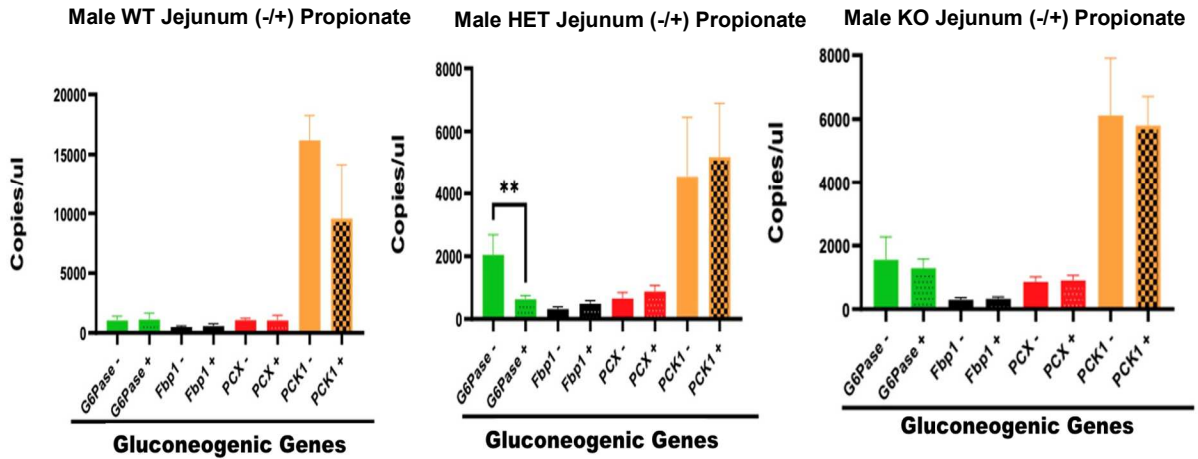 Male WT Jejunum (-/+) Propionate
Copies/ul
20000
15000
10000
5000
0
G6Pase -
G6Pase +
Fbp1 -
Fbp1 +
PCX -
PCX +
PCK1 -
PCK1 +
Gluconeogenic Genes
Male HET Jejunum (-/+) Propionate
Copies/ul
8000
6000
4000
2000
0
**
G6Pase -
G6Pase +
Fbp1 -
Fbp1 +
PCX -
PCX +
PCK1 -
PCK1 +
Gluconeogenic Genes
Male KO Jejunum (-/+) Propionate
Copies/ul
8000
6000
4000
2000
0
G6Pase -
G6Pase +
Fbp1 -
Fbp1 +
PCX -
PCX +
PCK1 -
PCK1 +
Gluconeogenic Genes